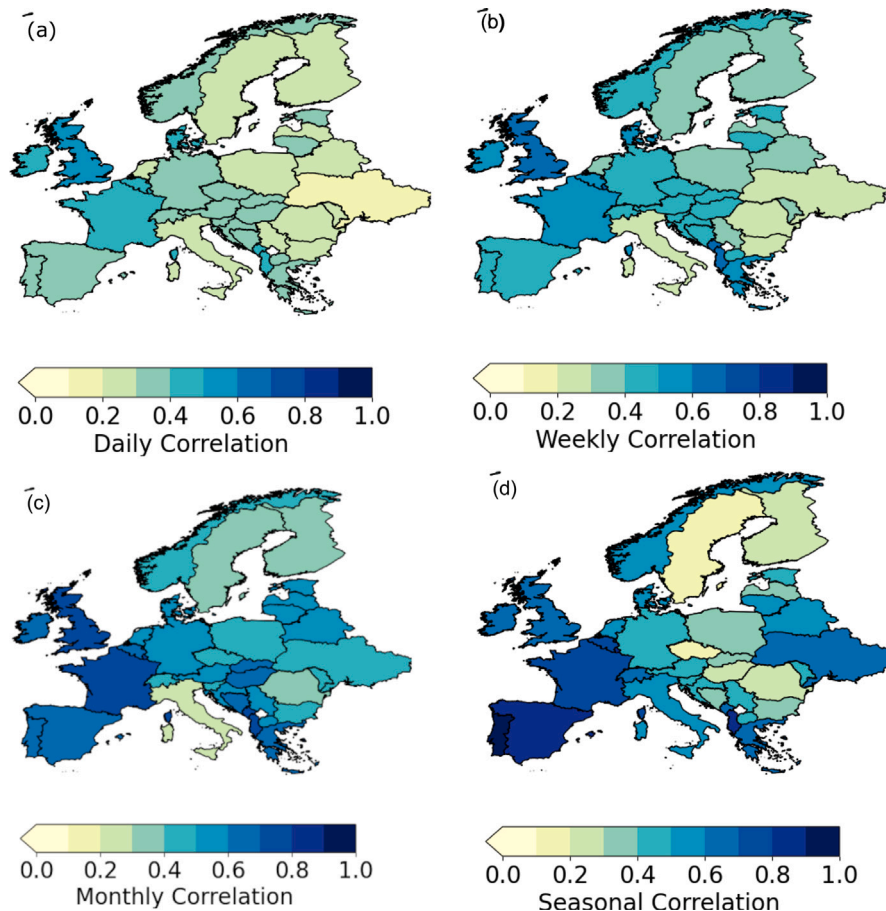 (a)
(b)
0.0 0.2 0.4 0.6 0.8 1.0
Daily Correlation
0.0 0.2 0.4 0.6 0.8 1.0
Weekly Correlation
(c)
(d)
0.0 0.2 0.4 0.6 0.8 1.0
Monthly Correlation
0.0 0.2 0.4 0.6 0.8 1.0
Seasonal Correlation